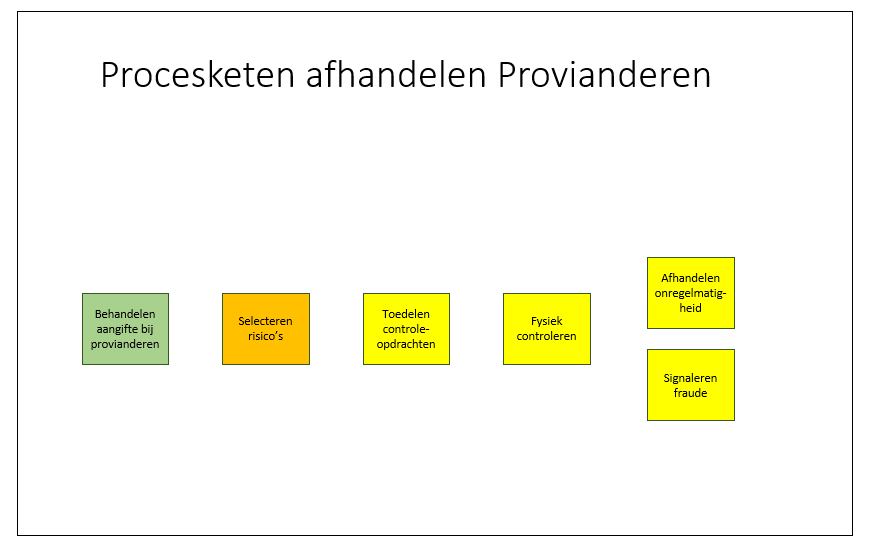 Procesketen afhandelen Provianderen
Behandelen
aangifte bij
provianderen
Selecteren
risico's
Toedelen
controle-
opdrachten
Fysiek
controleren
Afhandelen
onregelmatig-
heid
Signaleren
fraude